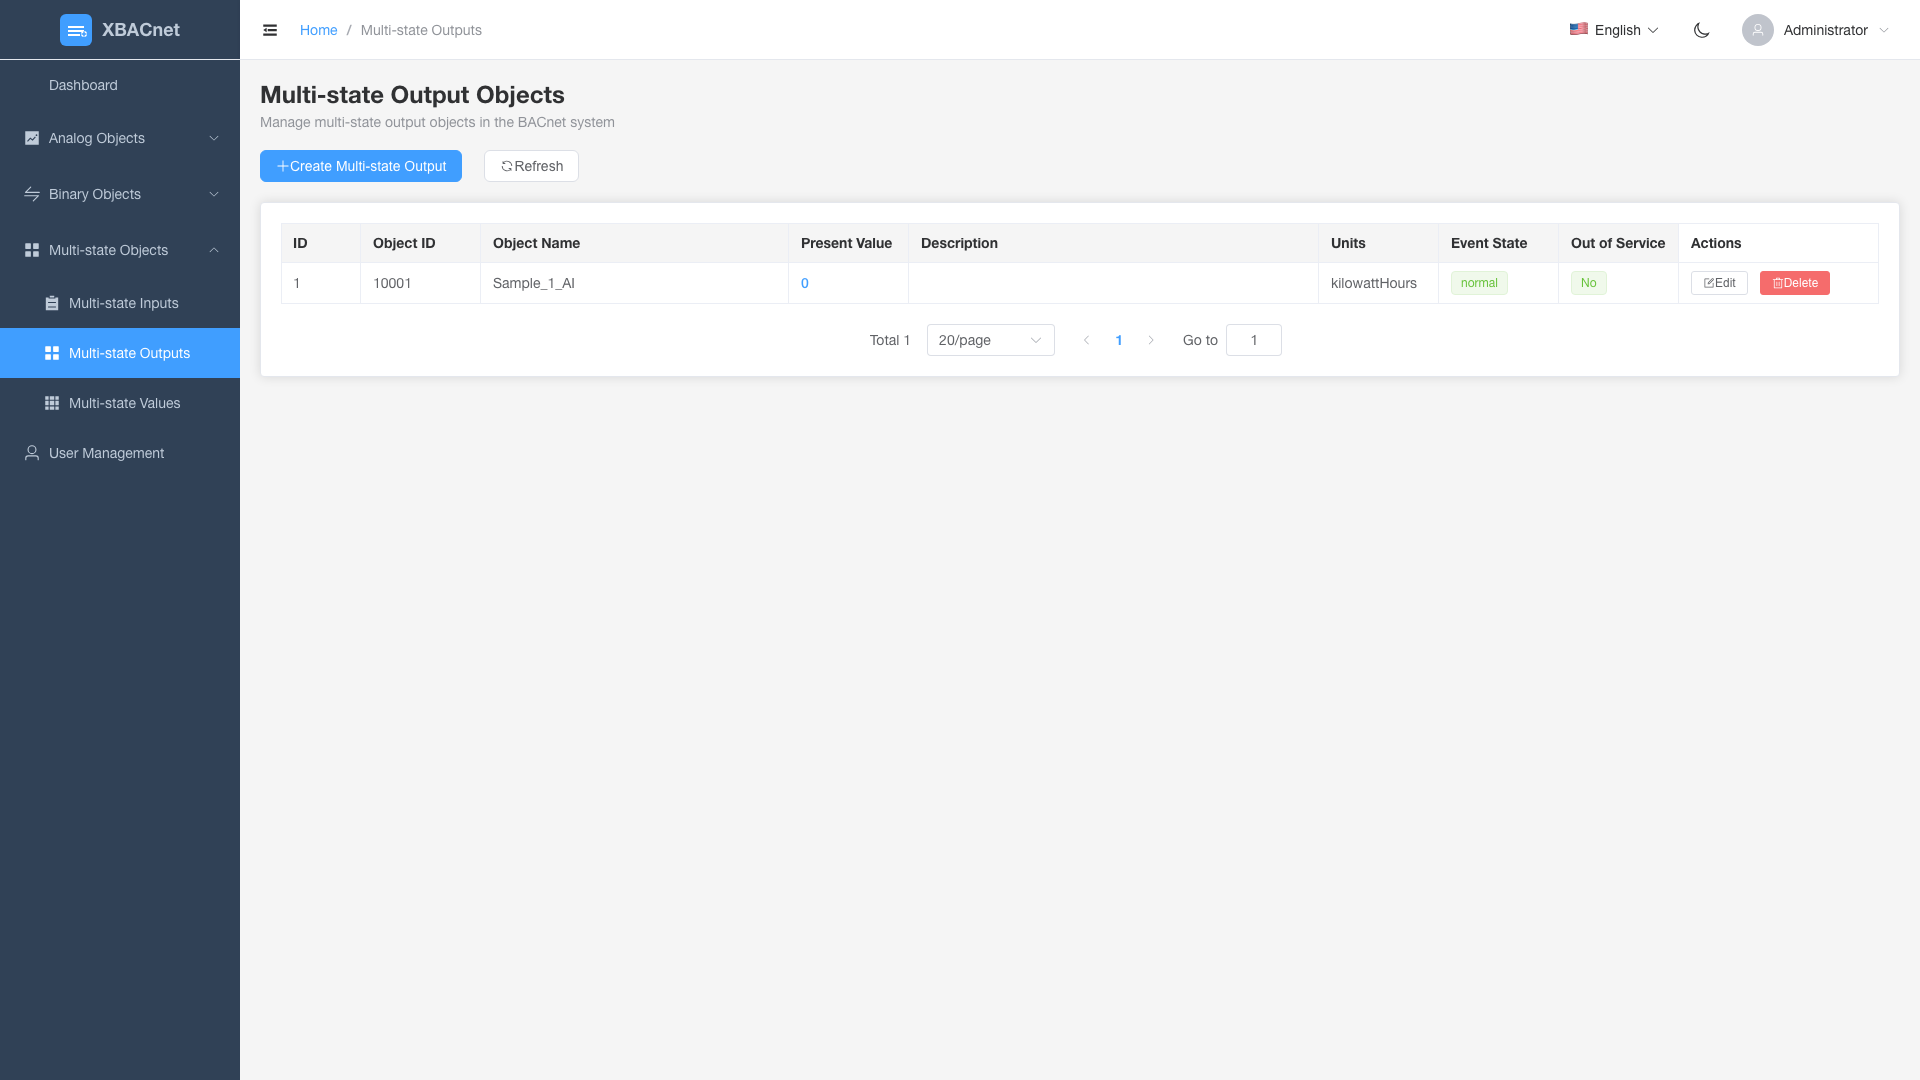 XBACnet
Home / Multi-state Outputs
English
Administrator
Dashboard
Analog Objects
Binary Objects
Multi-state Objects
Multi-state Inputs
Multi-state Outputs
Multi-state Values
User Management
Multi-state Output Objects
Manage multi-state output objects in the BACnet system
Create Multi-state Output
Refresh
ID Object ID Object Name Present Value Description Units Event State Out of Service Actions
1 10001 Sample_1_AI 0 kilowattHours normal No Edit Delete
Total 1 20/page 1 Go to 1